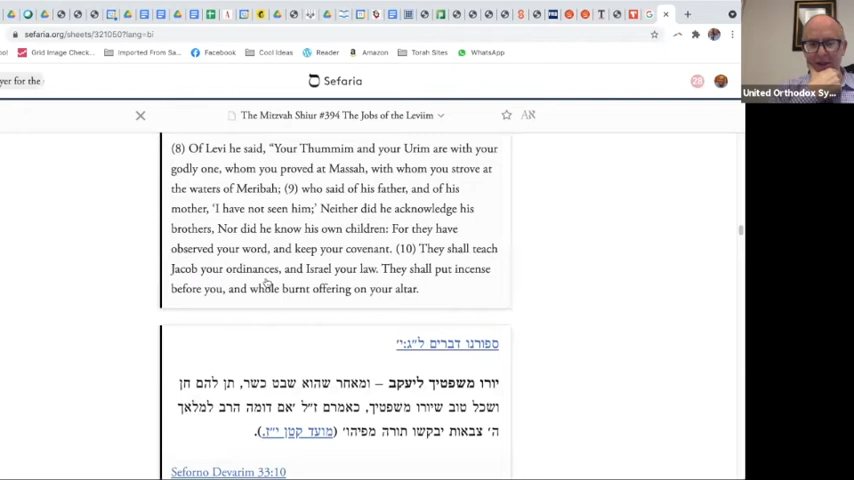 sefaria.org/sheets/321050?lang=bi
Grid Image Check
Imported From Sa...
Facebook
Cool Ideas
Reader
Amazon
Torah Sites
WhatsApp
United Orthodox Sy...
yer for the
Sefaria
28
The Mitzvah Shiur #394 The Jobs of the Leviim
(8) Of Levi he said, “Your Thummim and your Urim are with your
godly one, whom you proved at Massah, with whom you strove at
the waters of Meribah; (9) who said of his father, and of his
mother, ‘I have not seen him;’ Neither did he acknowledge his
brothers, Nor did he know his own children: For they have
observed your word, and keep your covenant. (10) They shall teach
Jacob your ordinances, and Israel your law. They shall put incense
before you, and whole burnt offering on your altar.
ספורנו דברים ל״ג:י׳
יורו משפטיך ליעקב – ומאחר שהוא שבט כשר, תן להם חן
ושכל טוב שיורו משפטיך, כאמרם ז״ל ׳אם דומה הרב למלאך
ה׳ צבאות יבקשו תורה מפיהו׳ (מועד קטן י״ז.).
Seforno Devarim 33:10